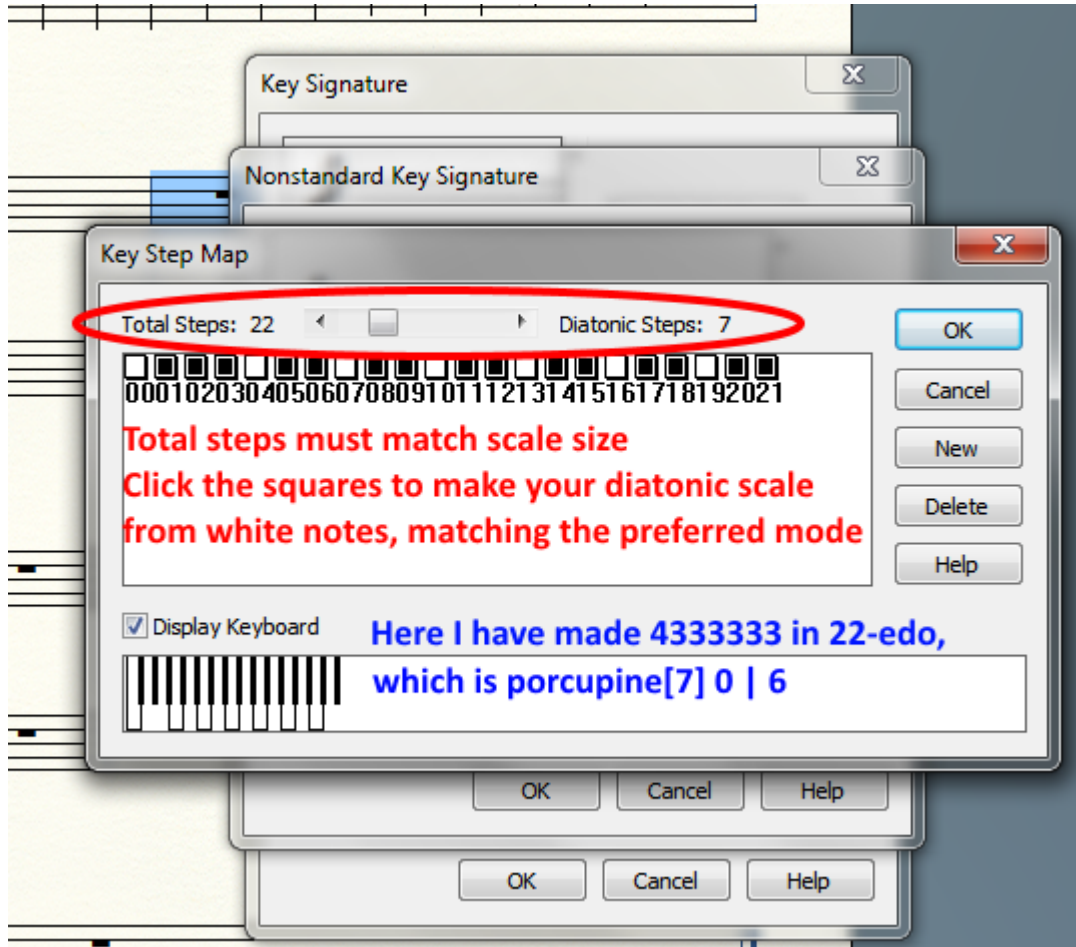 Key Signature
Nonstandard Key Signature
Key Step Map
Total Steps: 22 Diatonic Steps: 7
OK
00010203040506070809101112131415161718192021
Cancel
Total steps must match scale size
New
Click the squares to make your diatonic scale
Delete
from white notes, matching the preferred mode
Help
Display Keyboard
Here I have made 4333333 in 22-edo,
which is porcupine[7] 0 | 6
OK Cancel Help
OK Cancel Help